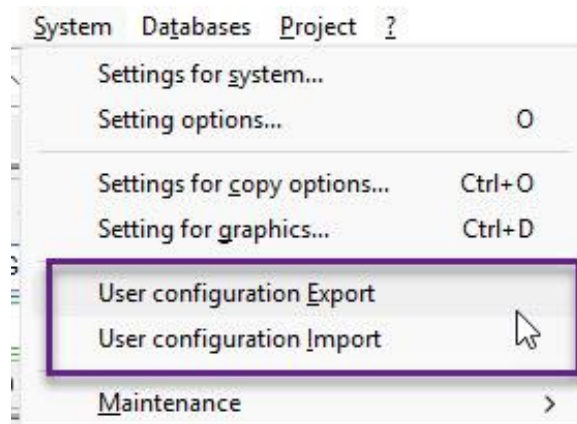 System Databases Project ?
Settings for system...
Setting options... O
Settings for copy options... Ctrl+O
Setting for graphics... Ctrl+D
User configuration Export
User configuration Import
Maintenance >